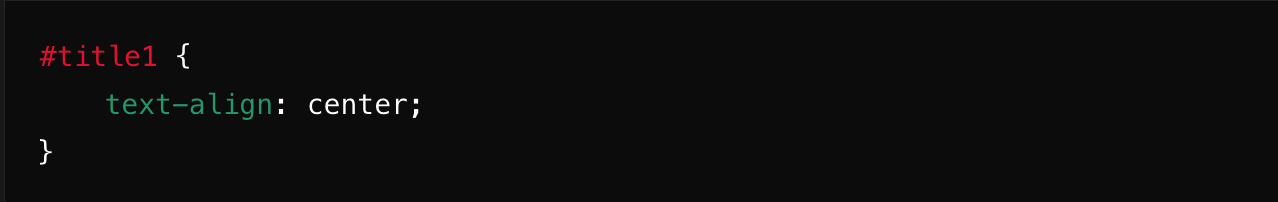 #title1 {
    text-align: center;
}